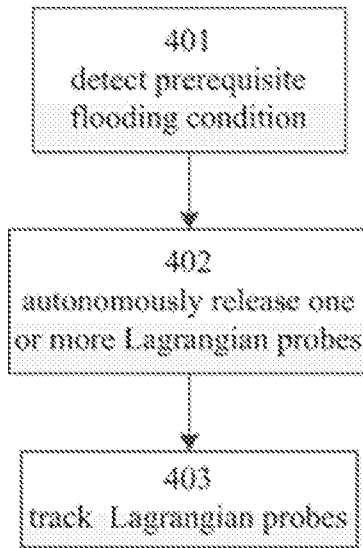 401
detect prerequisite
flooding condition
402
autonomously release one
or more Lagrangian probes
403
track Lagrangian probes